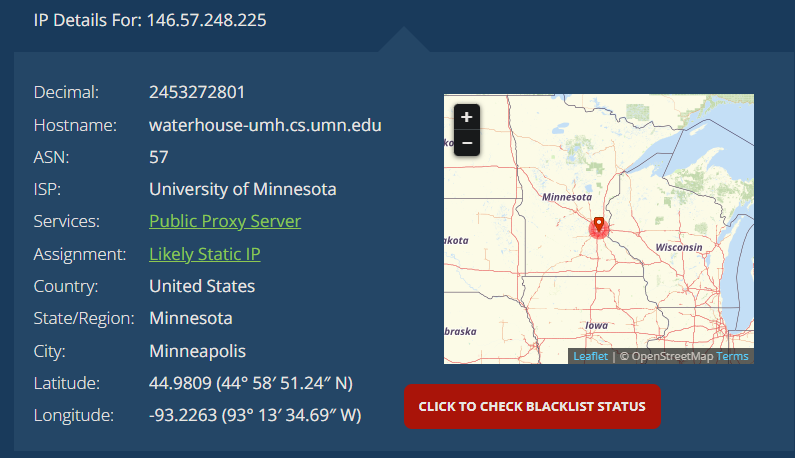 IP Details For: 146.57.248.225
Decimal: 2453272801
Hostname: waterhouse-umh.cs.umn.edu
ASN: 57
ISP: University of Minnesota
Services: Public Proxy Server
Assignment: Likely Static IP
Country: United States
State/Region: Minnesota
City: Minneapolis
Latitude: 44.9809 (44° 58′ 51.24″ N)
Longitude: -93.2263 (93° 13′ 34.69″ W)
+
−
ko
Minnesota
akota
Wisconsin
braska
Iowa
Leaflet | © OpenStreetMap Terms
CLICK TO CHECK BLACKLIST STATUS